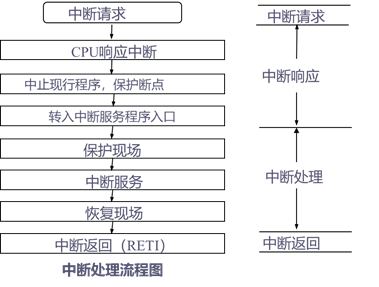 中断请求
CPU响应中断
中止现行程序，保护断点
转入中断服务程序入口
保护现场
中断服务
恢复现场
中断返回（RETI）
中断处理流程图
中断请求
中断响应
中断处理
中断返回